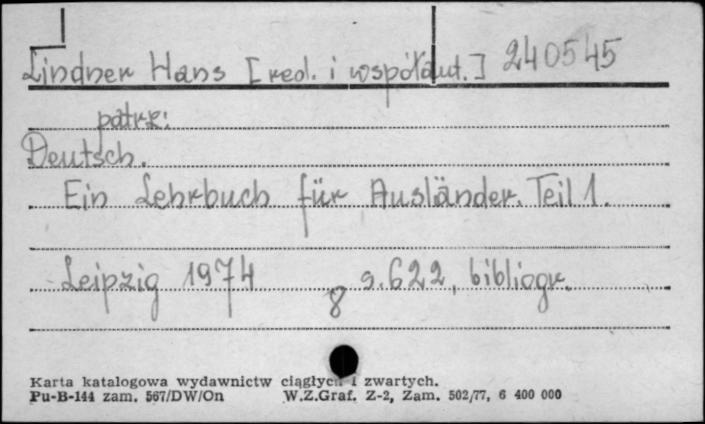 Lindner Hans [red. i współaut.] 240545
patrz:
Deutsch.
Ein Lehrbuch für Ausländer. Teil 1.
Leipzig 1974 8 s. 622, bibliogr.
Karta katalogowa wydawnictw ciągłych i zwartych.
Pu-B-144 zam. 567/DW/On W.Z.Graf. Z-2, Zam. 502/77, 6 400 000